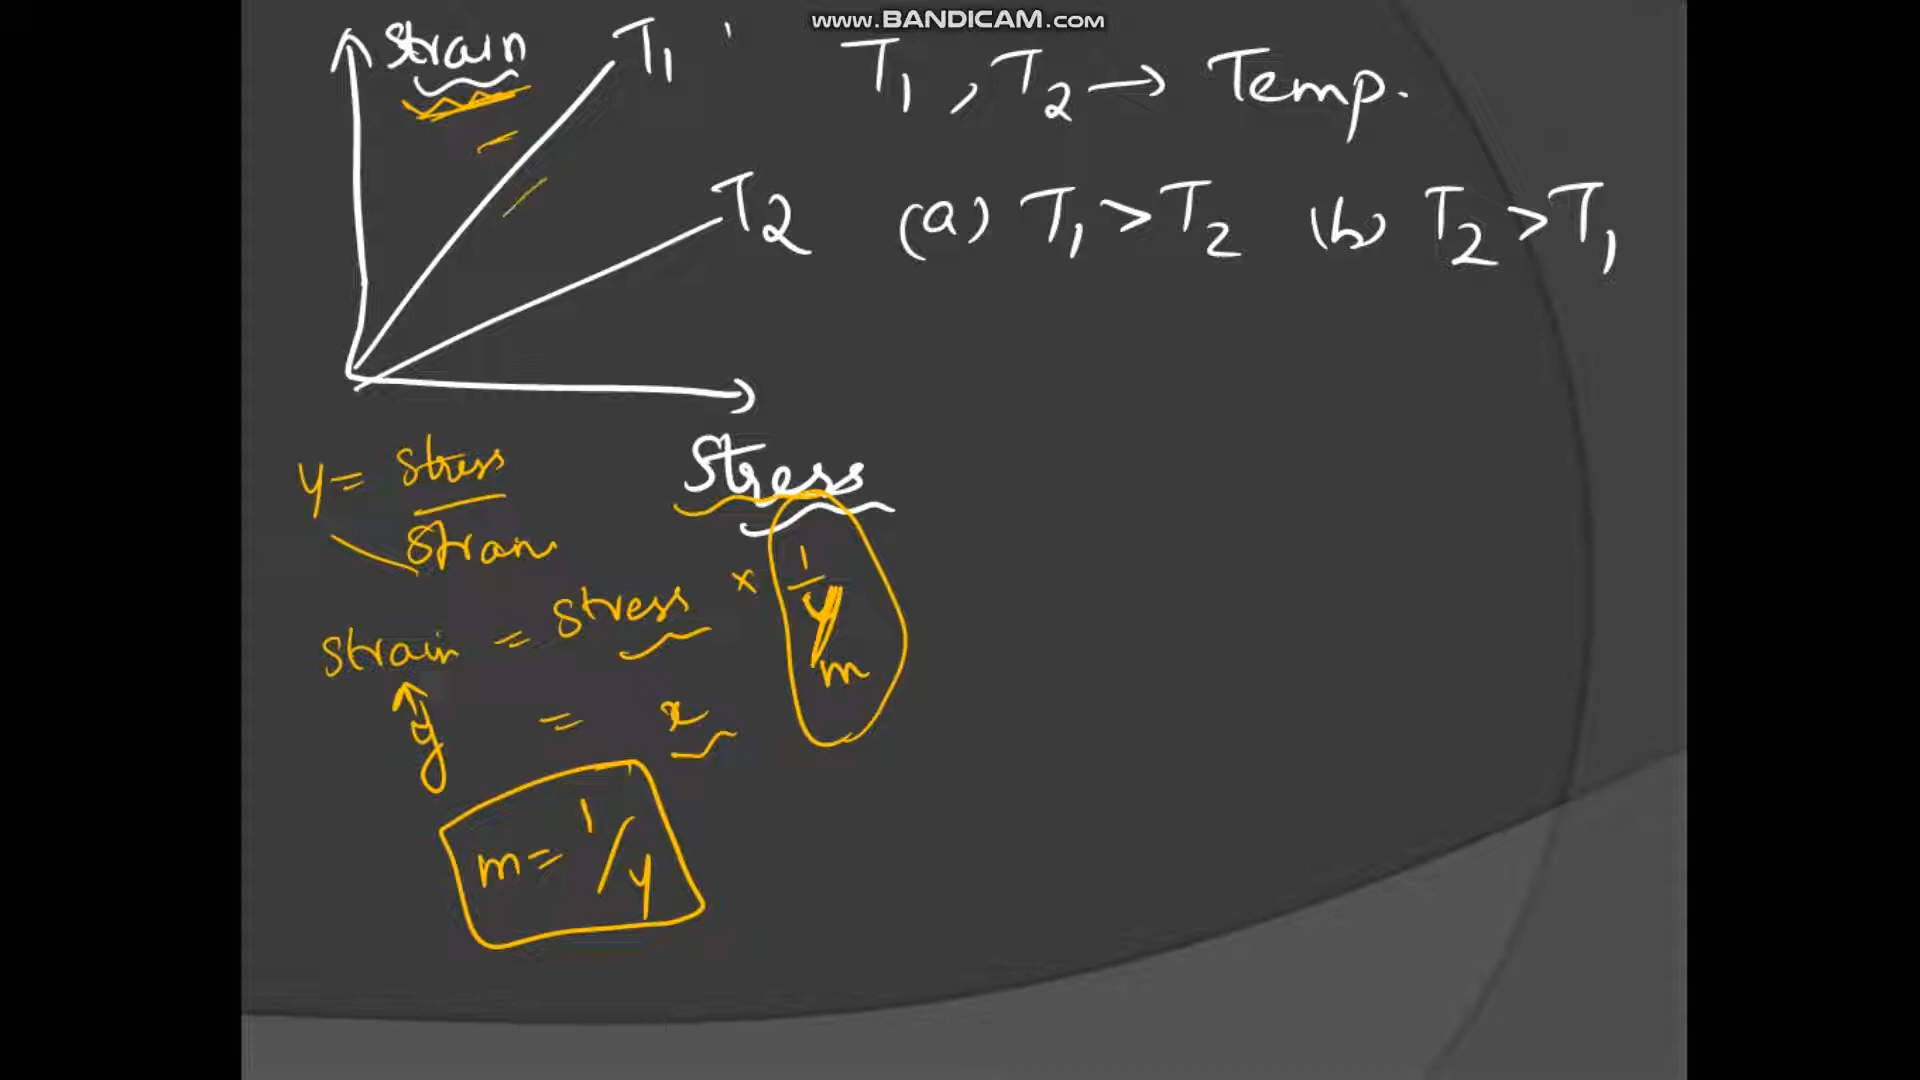 www.BANDICAM.com
strain T1 T1, T2 → Temp.
T2 (a) T1 > T2 (b) T2 > T1
Stress
Y = stress / stran
strain = stress × 1/Y
m
y = x
m = 1/Y